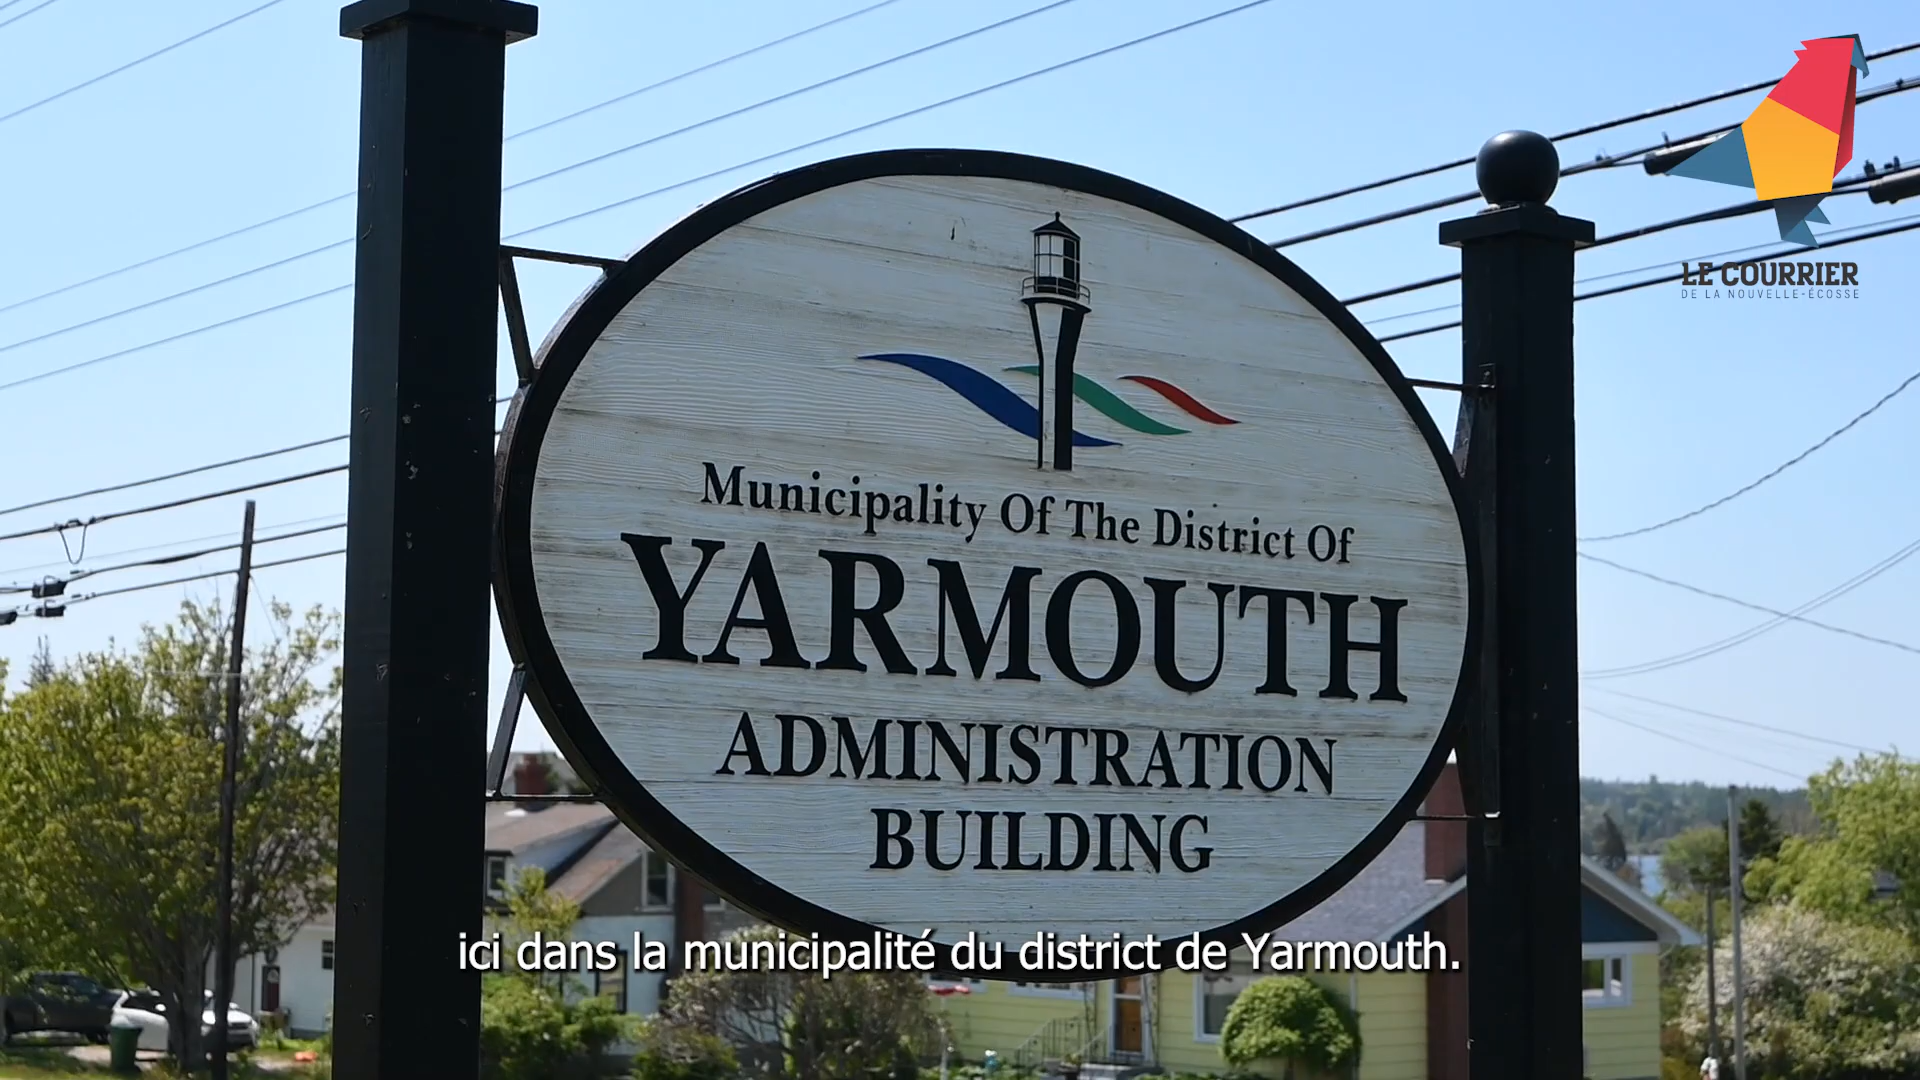 LE COURRIER
DE LA NOUVELLE-ÉCOSSE
Municipality Of The District Of
YARMOUTH
ADMINISTRATION
BUILDING
ici dans la municipalité du district de Yarmouth.